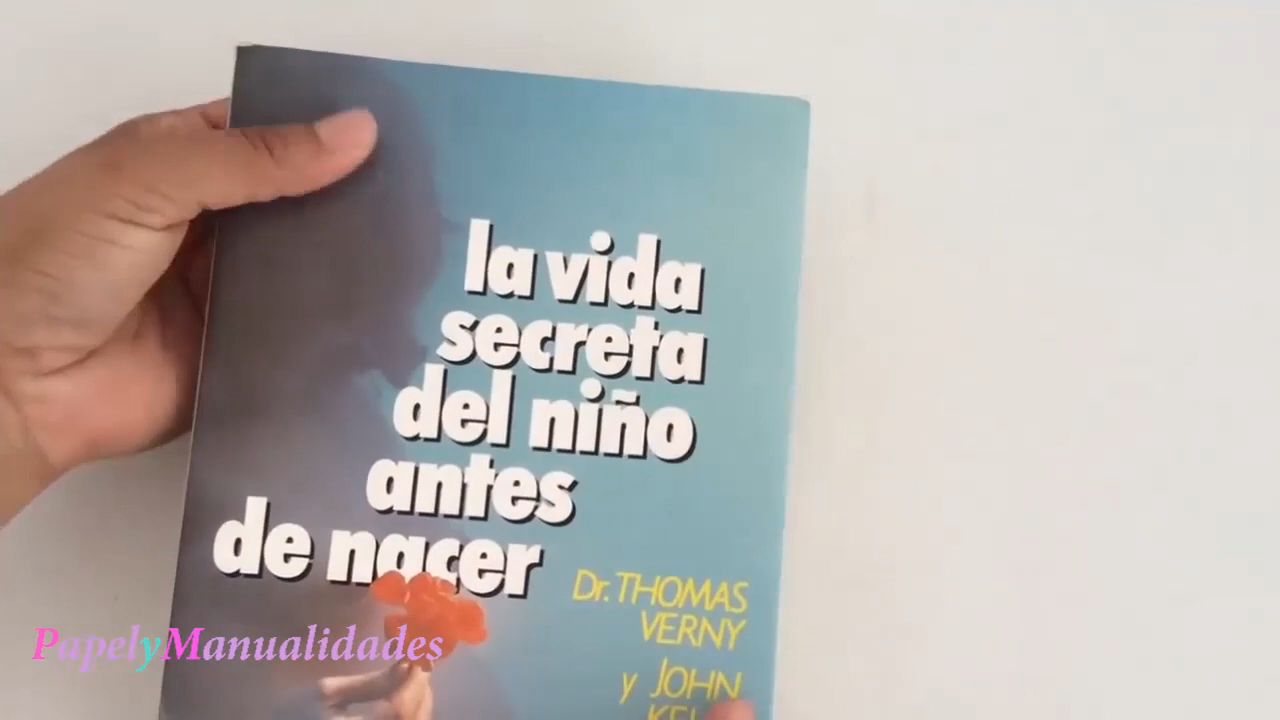 la vida
secreta
del niño
antes
de nacer
Dr. THOMAS
VERNY
y JOHN
PapelyManualidades